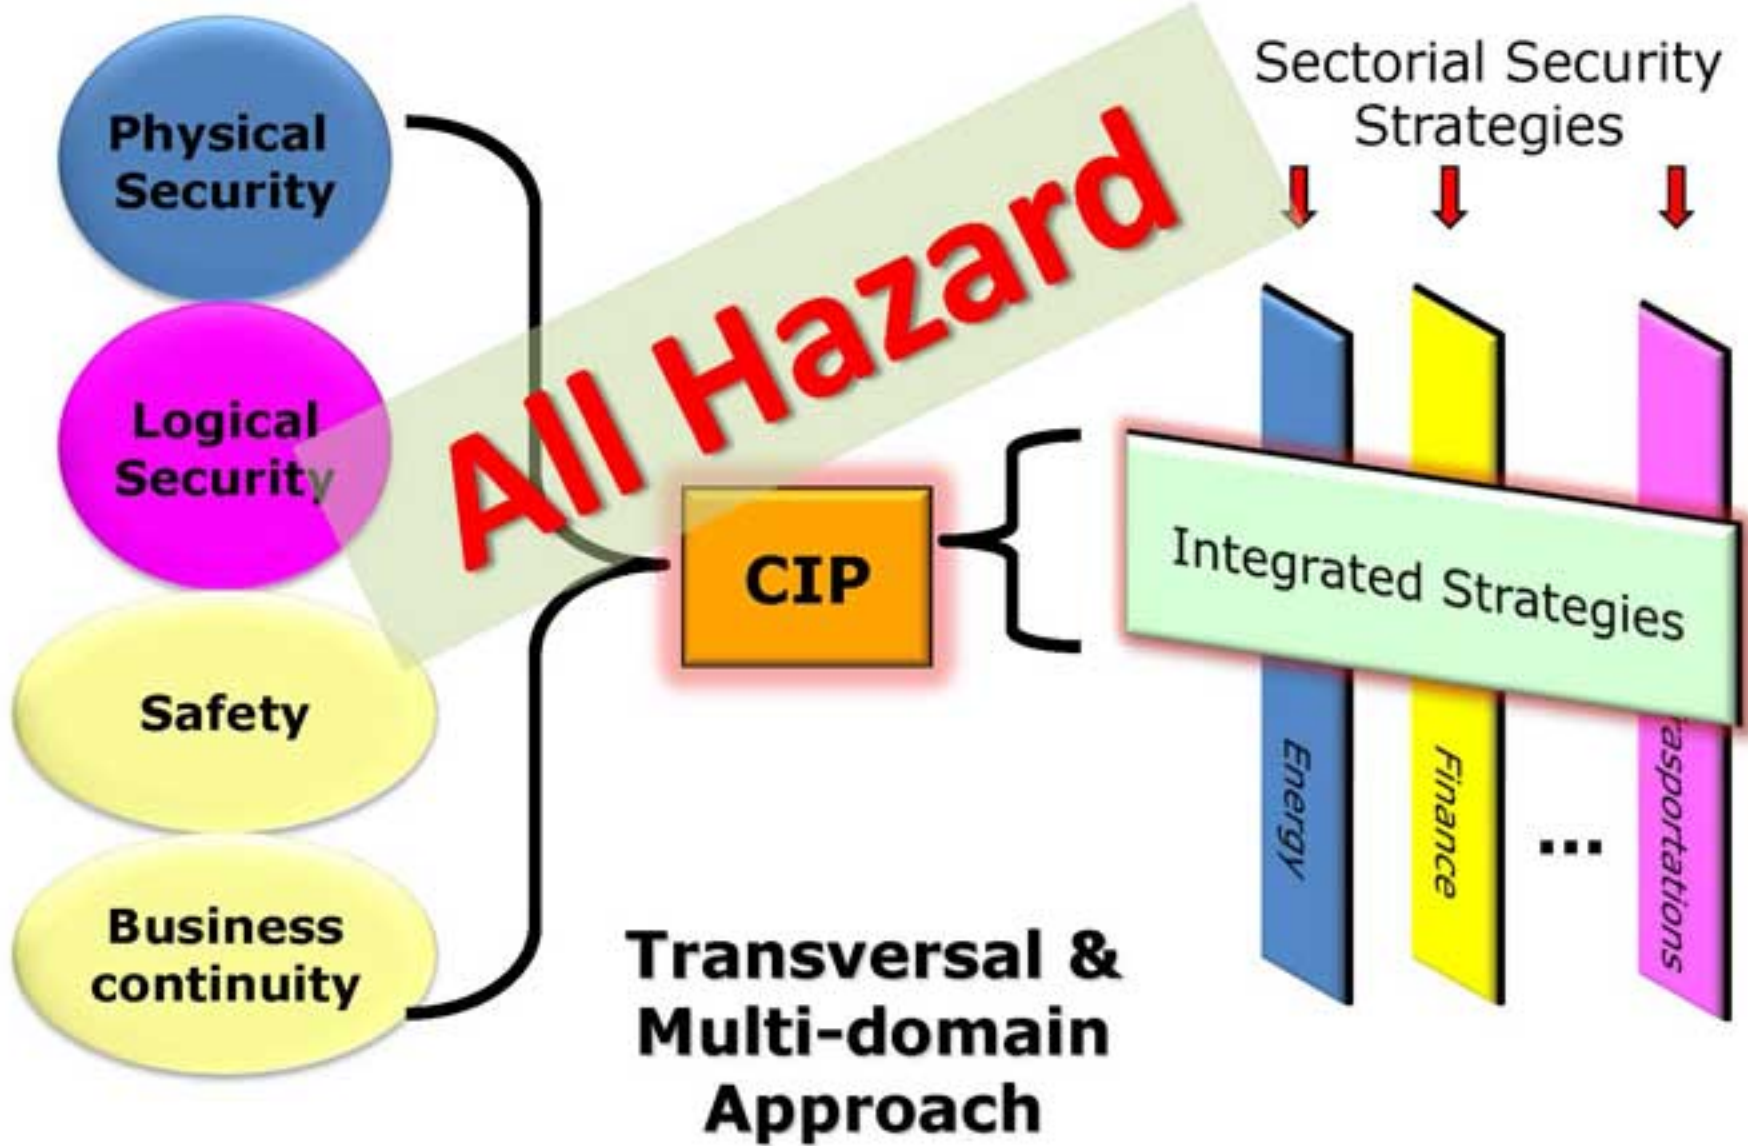 Physical
Security
Logical
Security
Safety
Business
continuity
All Hazard
CIP
Transversal &
Multi-domain
Approach
Sectorial Security
Strategies
Integrated Strategies
Energy
Finance
...
rasportations